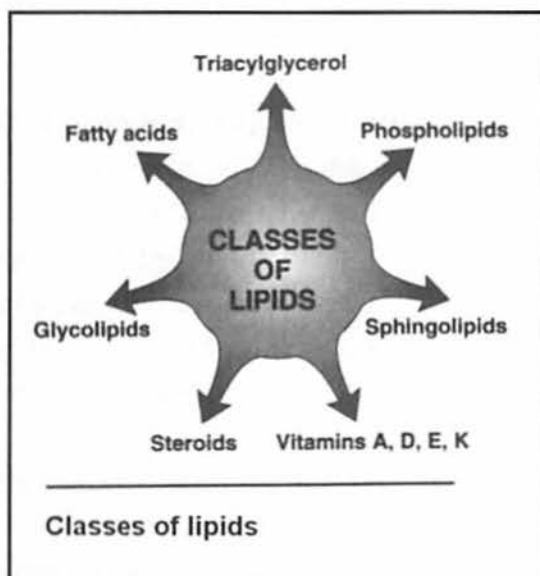 Triacylglycerol
Fatty acids
Phospholipids
CLASSES
OF
LIPIDS
Glycolipids
Sphingolipids
Steroids
Vitamins A, D, E, K
Classes of lipids